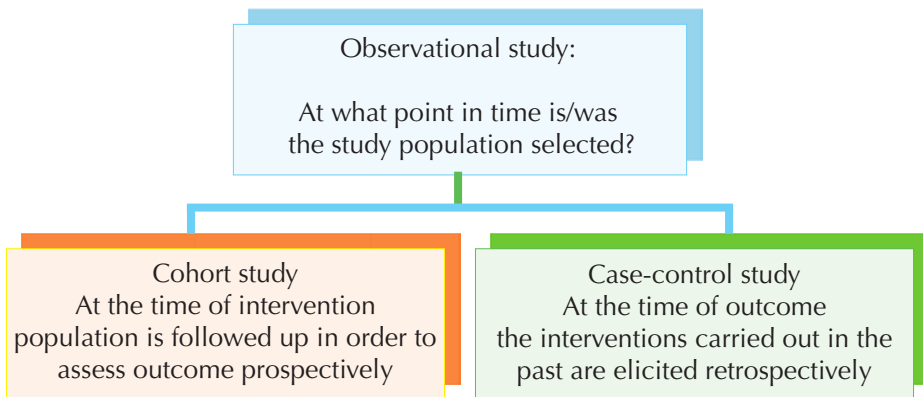 Observational study:
At what point in time is/was
the study population selected?
Cohort study
At the time of intervention
population is followed up in order to
assess outcome prospectively
Case-control study
At the time of outcome
the interventions carried out in the
past are elicited retrospectively